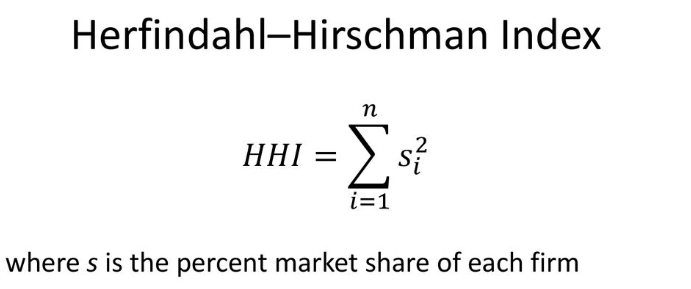 Herfindahl–Hirschman Index
n
HHI = ∑ s_i^2
i=1
where s is the percent market share of each firm